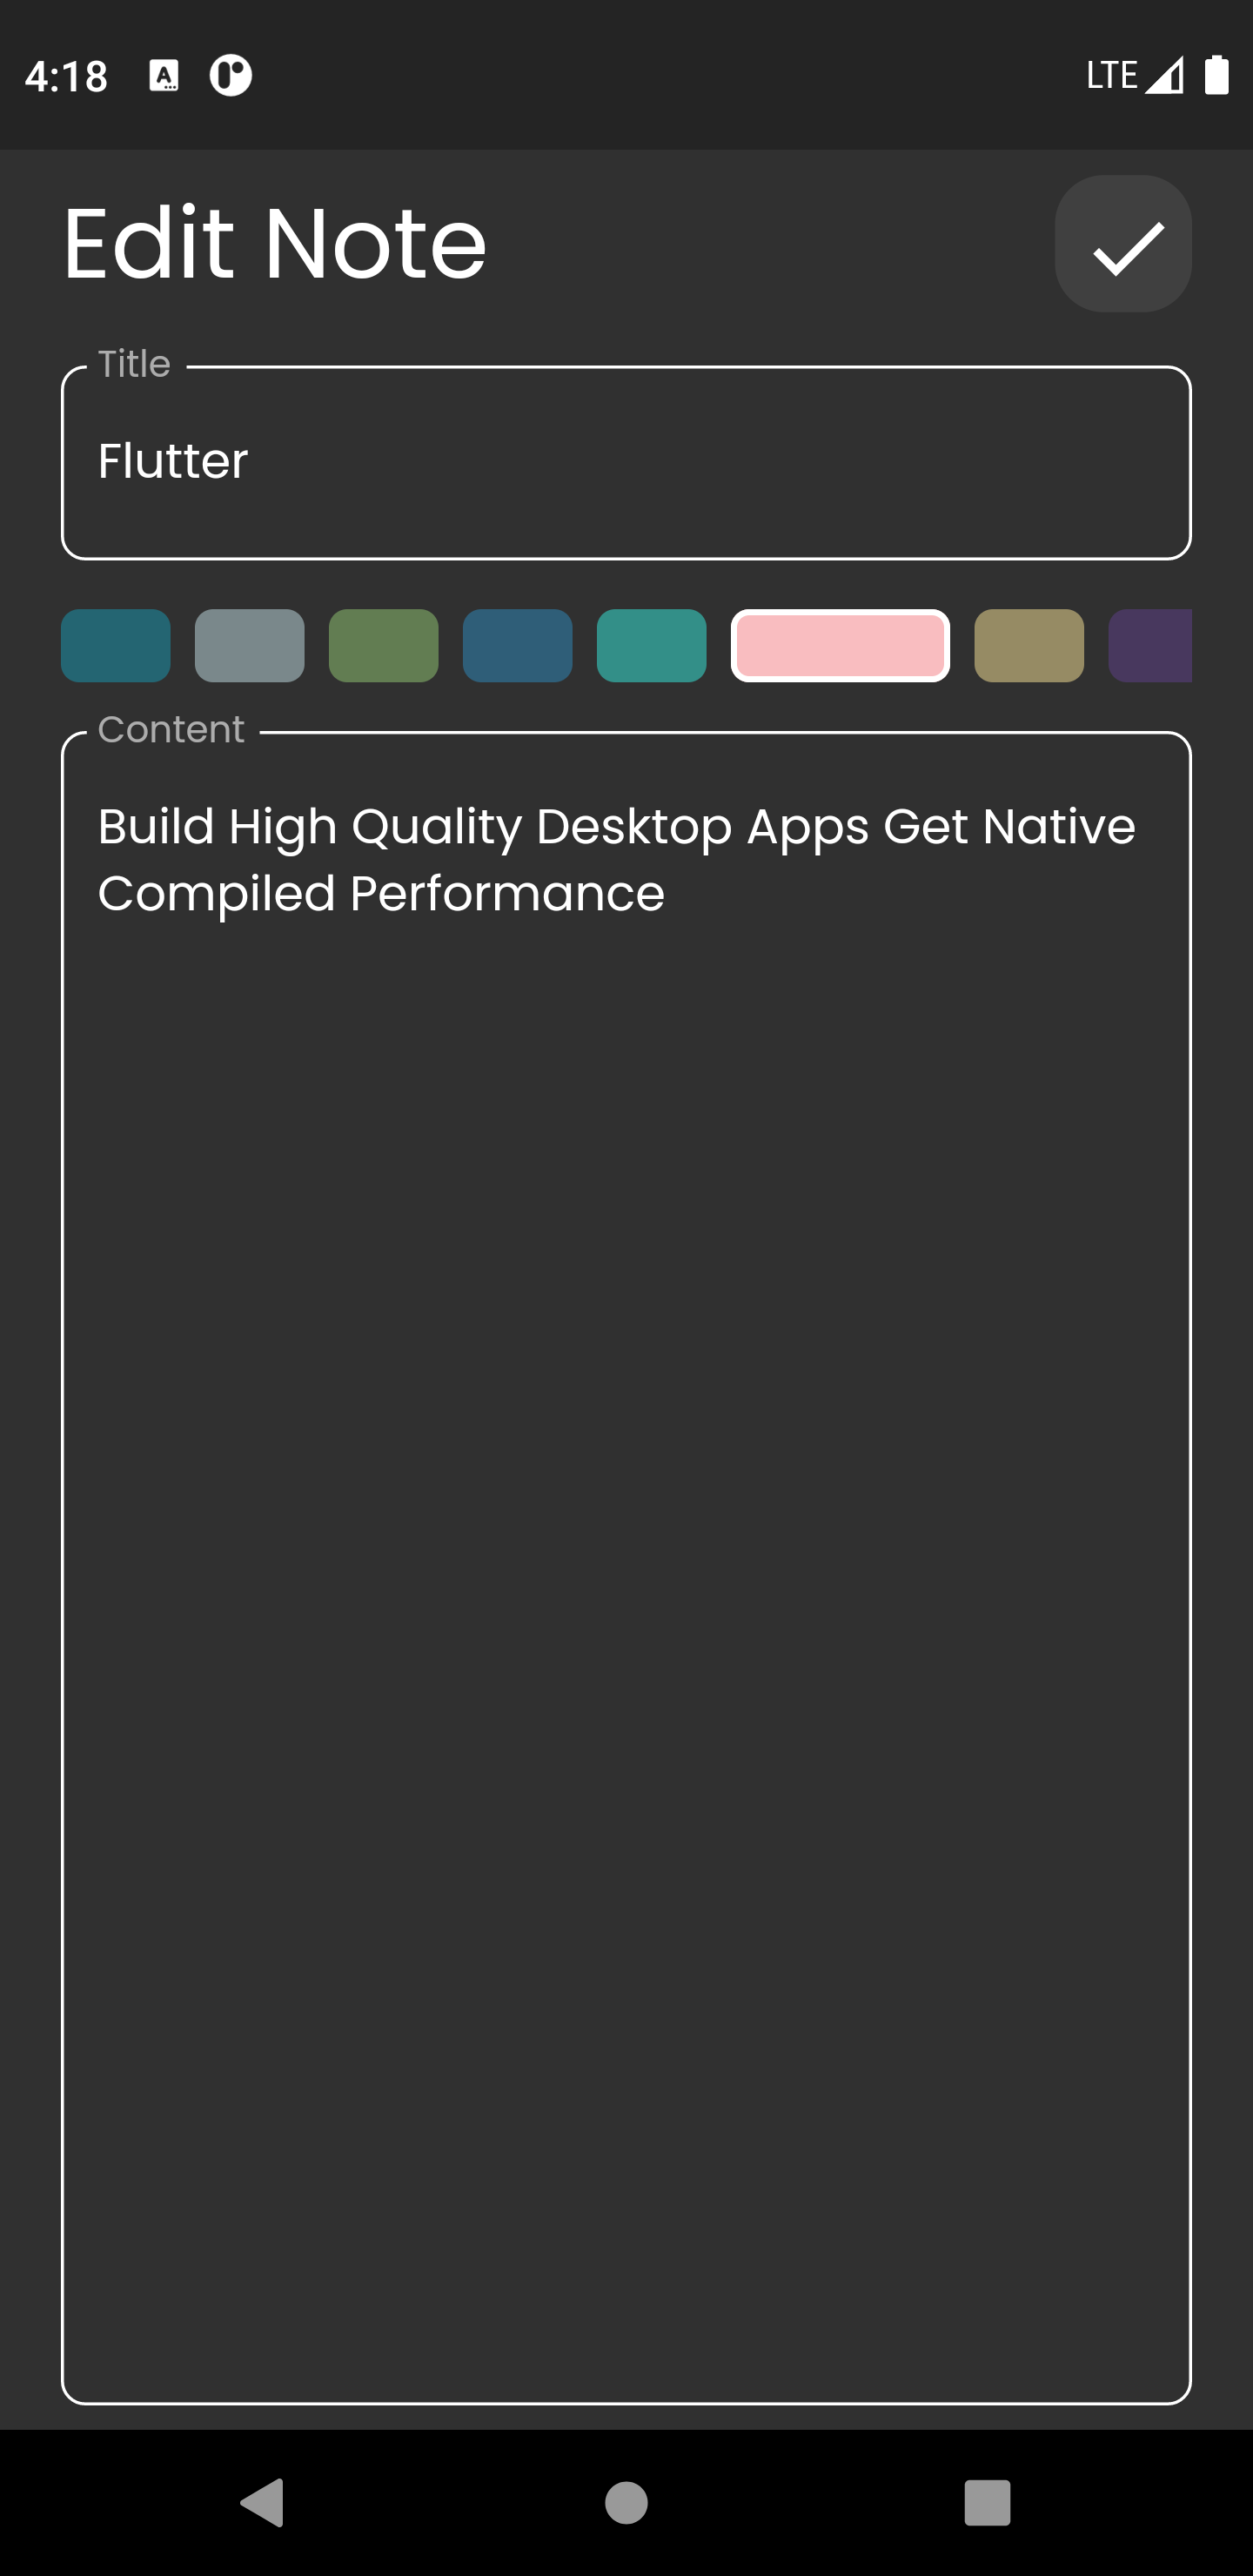 4:18 LTE
Edit Note
Title
Flutter
Content
Build High Quality Desktop Apps Get Native
Compiled Performance